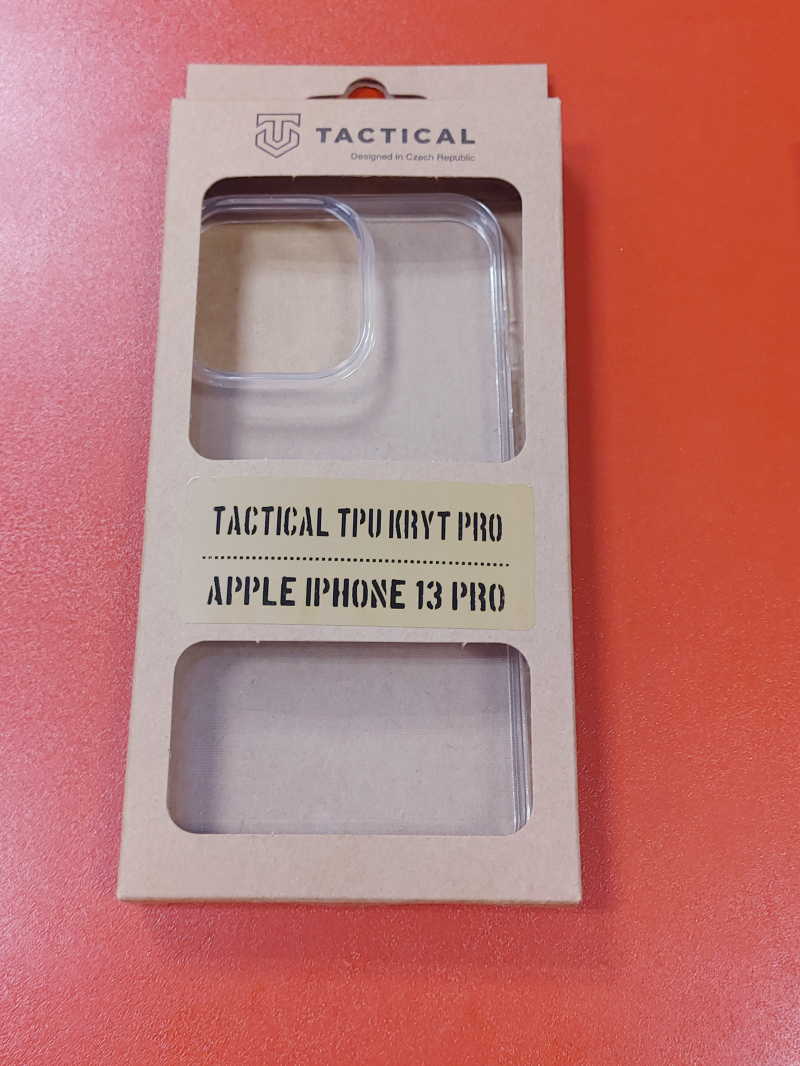 TACTICAL
Designed in Czech Republic
TACTICAL TPU KRYT PRO
APPLE IPHONE 13 PRO